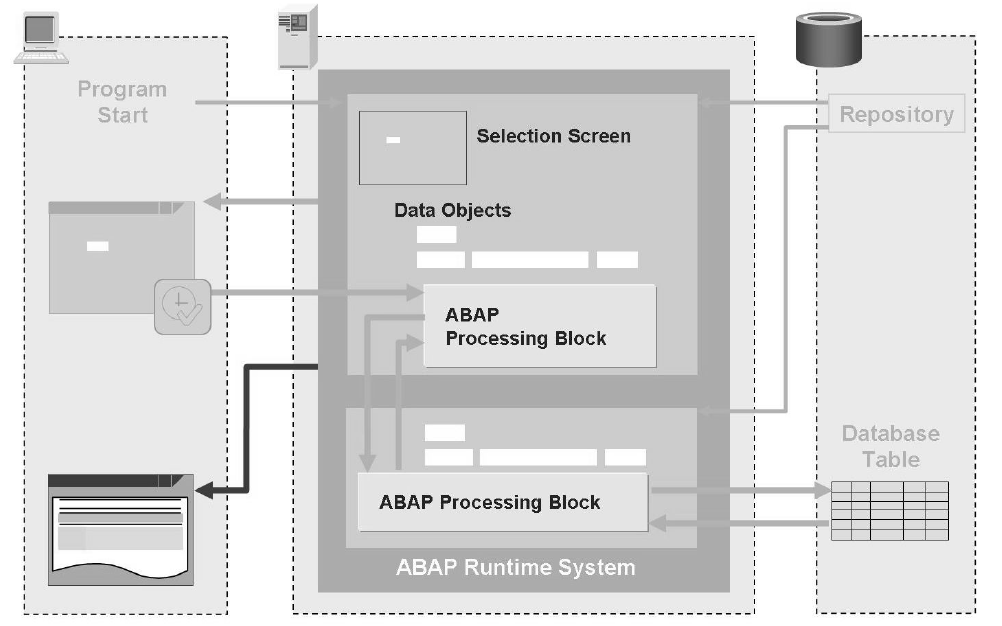 Program
Start
Repository
Selection Screen
Data Objects
ABAP
Processing Block
Database
Table
ABAP Processing Block
ABAP Runtime System